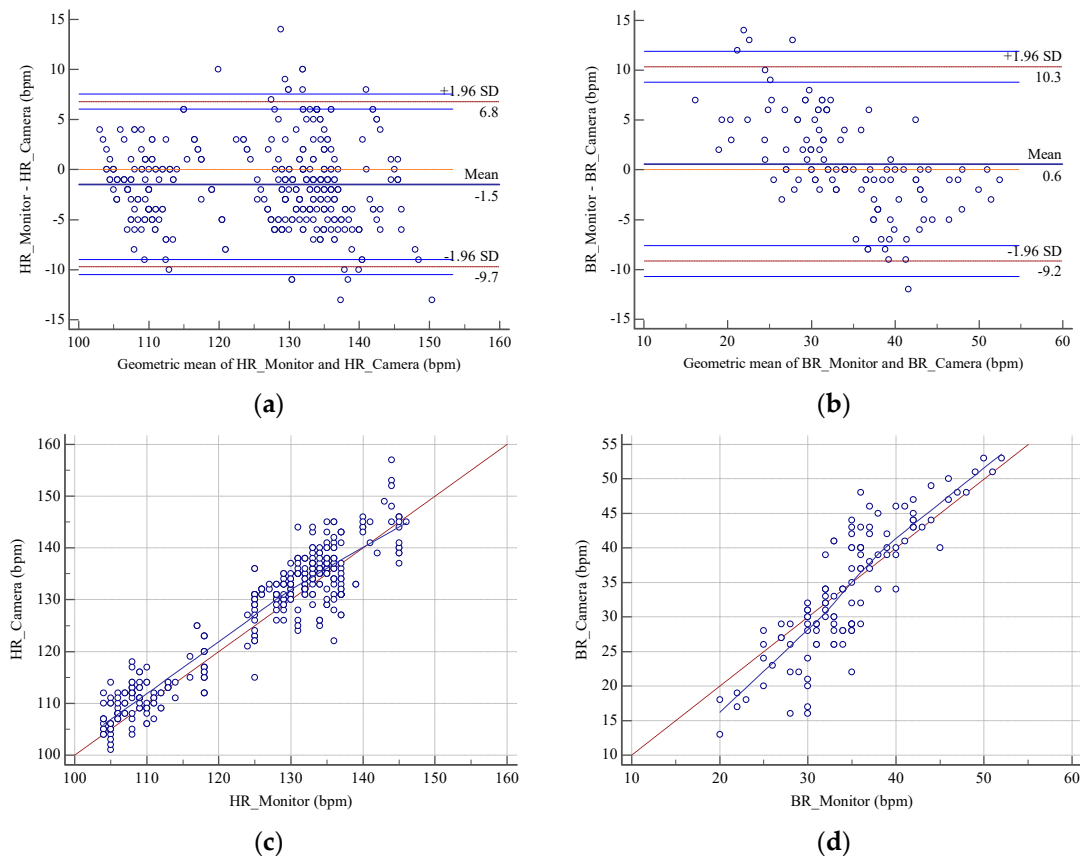 HR_Monitor - HR_Camera (bpm)
15
10
5
0
-5
-10
-15
+1.96 SD
6.8
Mean
-1.5
-1.96 SD
-9.7
100 110 120 130 140 150 160
Geometric mean of HR_Monitor and HR_Camera (bpm)
(a)
BR_Monitor - BR_Camera (bpm)
15
10
5
0
-5
-10
-15
+1.96 SD
10.3
Mean
0.6
-1.96 SD
-9.2
10 20 30 40 50 60
Geometric mean of BR_Monitor and BR_Camera (bpm)
(b)
HR_Camera (bpm)
160
150
140
130
120
110
100
100 110 120 130 140 150 160
HR_Monitor (bpm)
(c)
BR_Camera (bpm)
55
50
45
40
35
30
25
20
15
10
10 20 30 40 50 60
BR_Monitor (bpm)
(d)